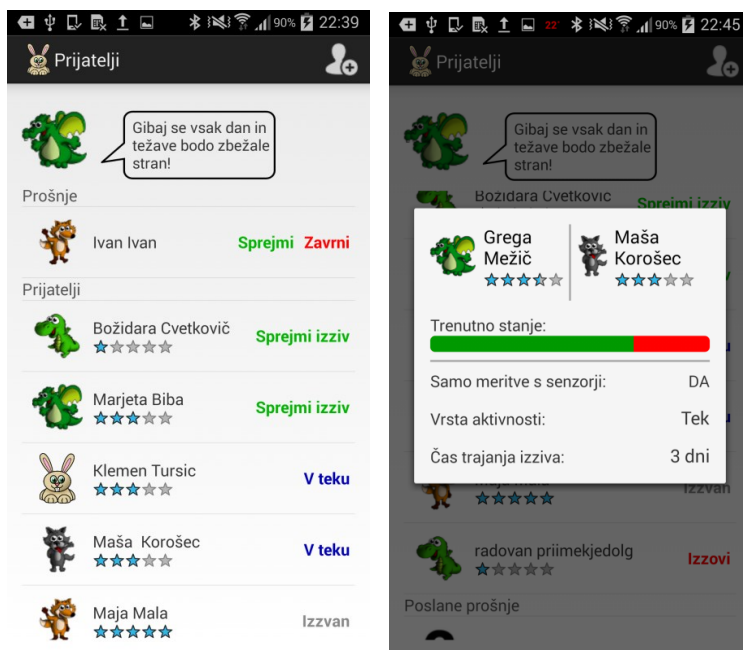 90% 22:39
Prijatelji
Gibaj se vsak dan in
težave bodo zbežale
stran!
Prošnje
Ivan Ivan Sprejmi Zavrni
Prijatelji
Božidara Cvetkovič Sprejmi izziv
Marjeta Biba Sprejmi izziv
Klemen Tursic V teku
Maša Korošec V teku
Maja Mala Izzvan
22° 90% 22:45
Prijatelji
Gibaj se vsak dan in
težave bodo zbežale
stran!
Božidara Cvetkovič Sprejmi izziv
Grega
Mežič
Maša
Korošec
Trenutno stanje:
Samo meritve s senzorji: DA
Vrsta aktivnosti: Tek
Čas trajanja izziva: 3 dni
Izzvan
radovan priimekjedolg Izzovi
Poslane prošnje